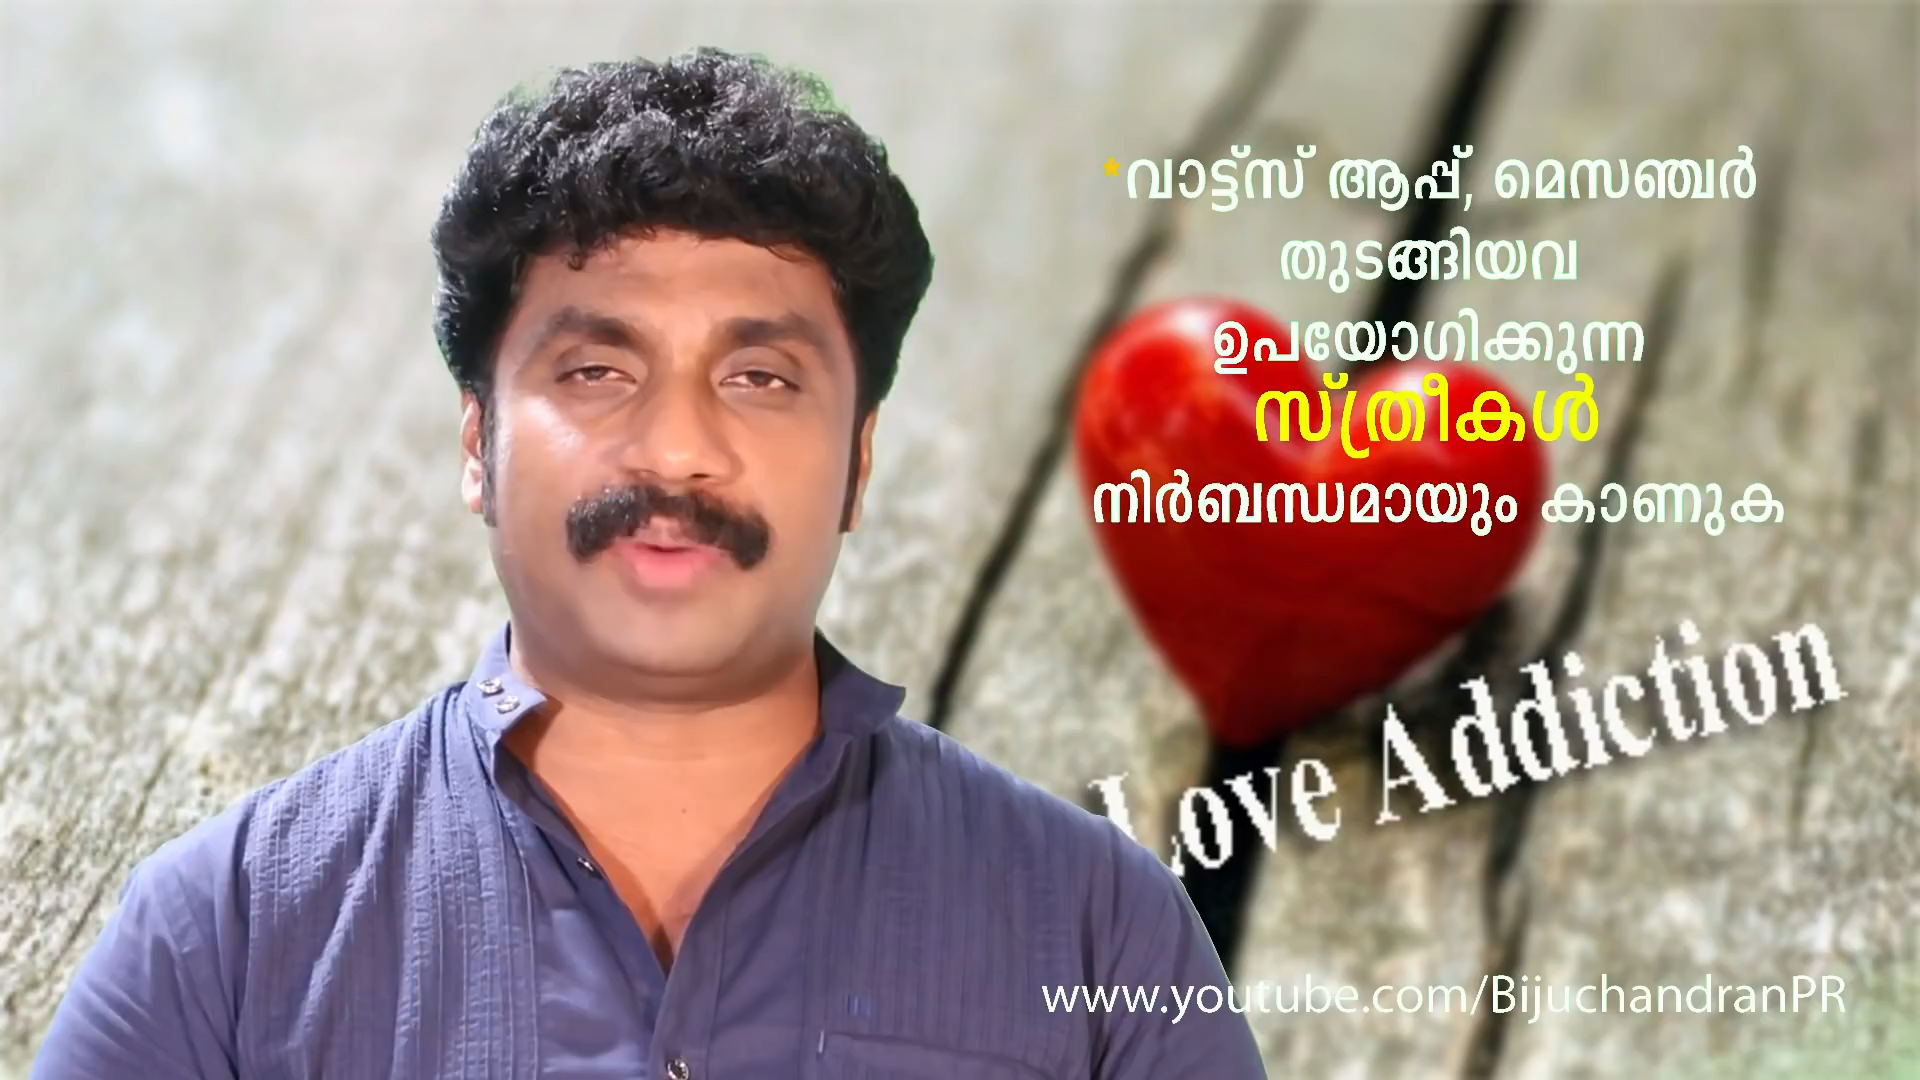 *വാട്ട്സ് ആപ്പ്, മെസഞ്ചർ
തുടങ്ങിയവ
ഉപയോഗിക്കുന്ന
സ്ത്രീകൾ
നിർബന്ധമായും കാണുക
Love Addiction
www.youtube.com/BijuchandranPR